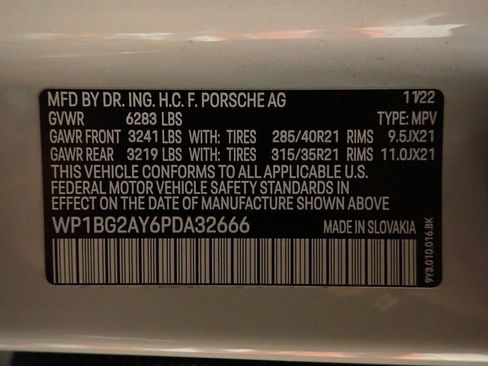 MFD BY DR. ING. H.C. F. PORSCHE AG 11/22
GVWR 6283 LBS TYPE: MPV
GAWR FRONT 3241 LBS WITH: TIRES 285/40R21 RIMS 9.5JX21
GAWR REAR 3219 LBS WITH: TIRES 315/35R21 RIMS 11.0JX21
THIS VEHICLE CONFORMS TO ALL APPLICABLE U.S.
FEDERAL MOTOR VEHICLE SAFETY STANDARDS IN
EFFECT ON THE DATE OF MANUFACTURE SHOWN ABOVE
WP1BG2AY6PDA32666 MADE IN SLOVAKIA
9Y3.010.016.BK